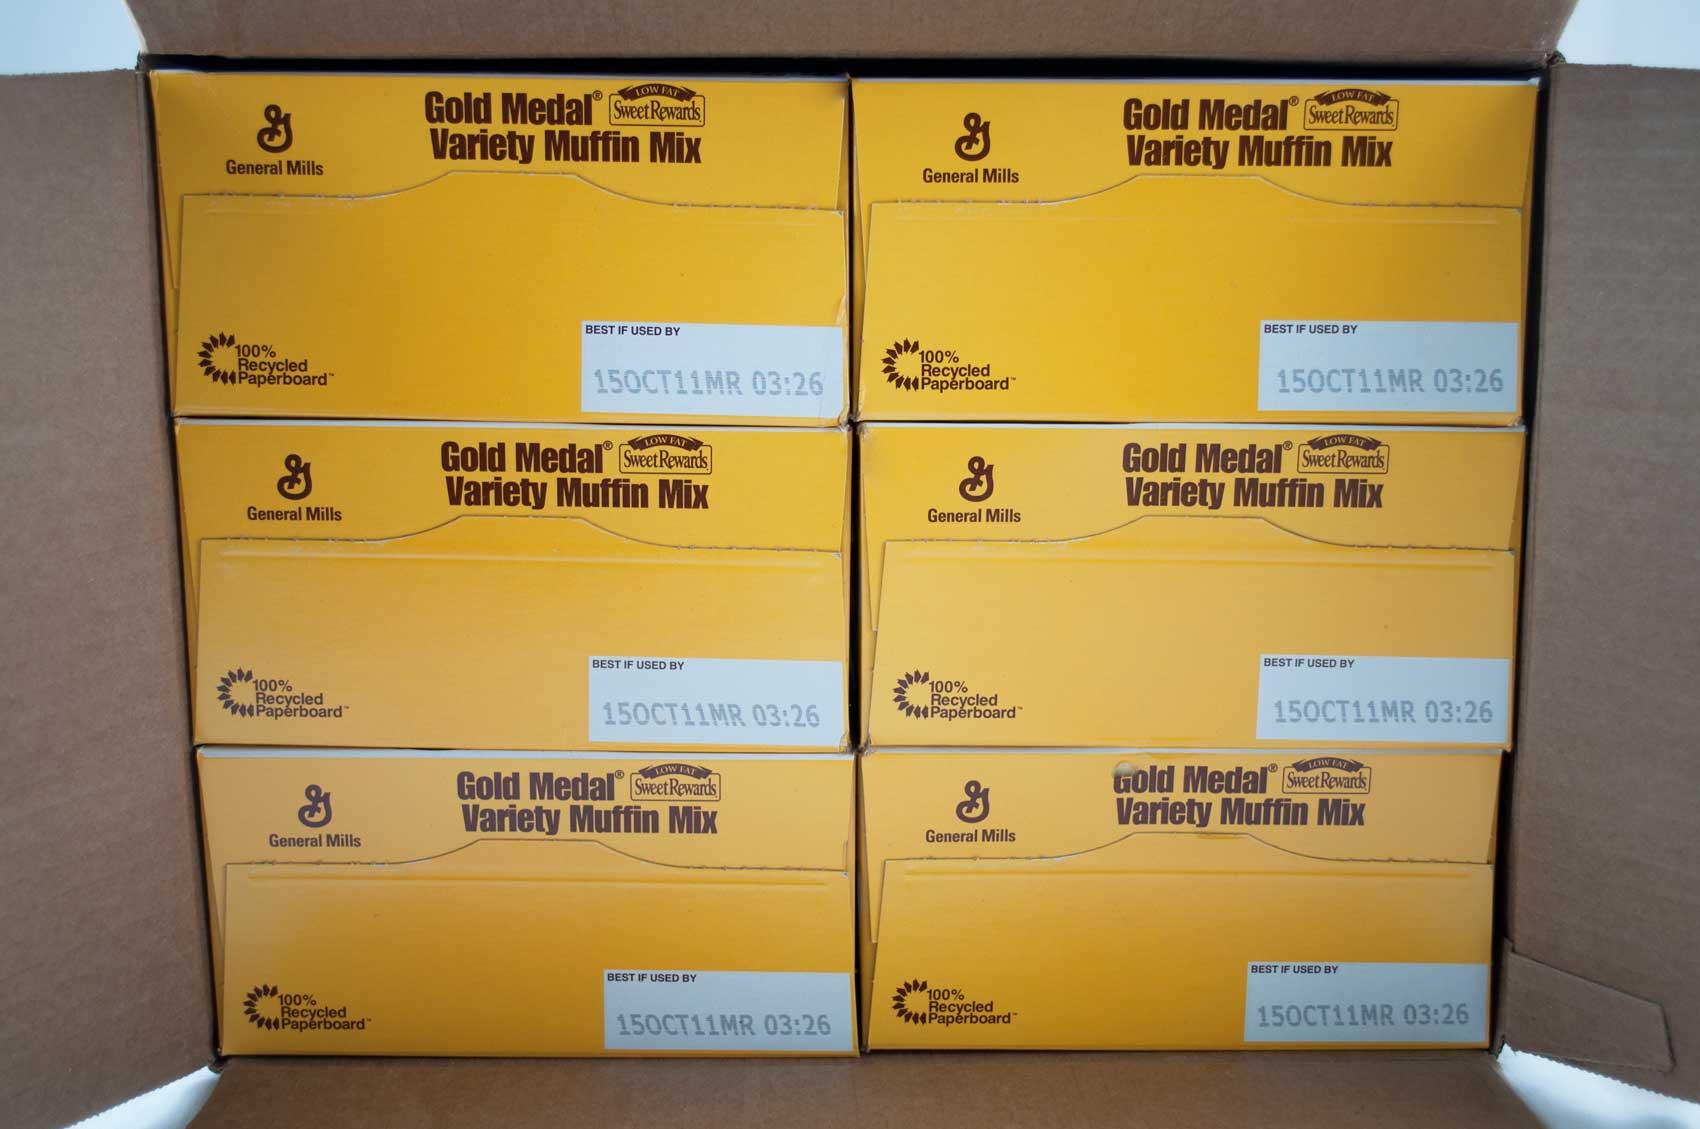 General Mills
Gold Medal® LOW FAT Sweet Rewards
Variety Muffin Mix
100%
Recycled
Paperboard™
BEST IF USED BY
15OCT11MR 03:26
General Mills
Gold Medal® LOW FAT Sweet Rewards
Variety Muffin Mix
100%
Recycled
Paperboard™
BEST IF USED BY
15OCT11MR 03:26
General Mills
Gold Medal® LOW FAT Sweet Rewards
Variety Muffin Mix
100%
Recycled
Paperboard™
BEST IF USED BY
15OCT11MR 03:26
General Mills
Gold Medal® LOW FAT Sweet Rewards
Variety Muffin Mix
100%
Recycled
Paperboard™
BEST IF USED BY
15OCT11MR 03:26
General Mills
Gold Medal® LOW FAT Sweet Rewards
Variety Muffin Mix
100%
Recycled
Paperboard™
BEST IF USED BY
15OCT11MR 03:26
General Mills
Gold Medal® LOW FAT Sweet Rewards
Variety Muffin Mix
100%
Recycled
Paperboard™
BEST IF USED BY
15OCT11MR 03:26